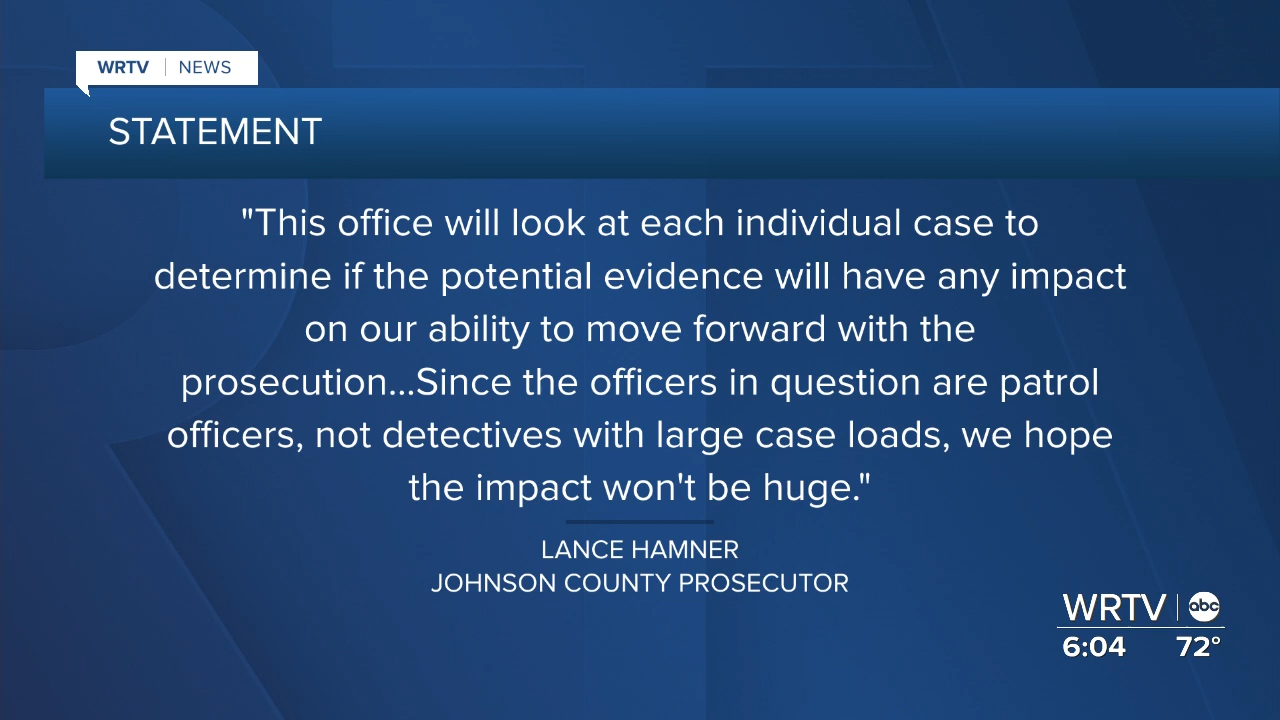 WRTV | NEWS
STATEMENT
"This office will look at each individual case to
determine if the potential evidence will have any impact
on our ability to move forward with the
prosecution...Since the officers in question are patrol
officers, not detectives with large case loads, we hope
the impact won't be huge."
LANCE HAMNER
JOHNSON COUNTY PROSECUTOR
WRTV | abc
6:04 72°